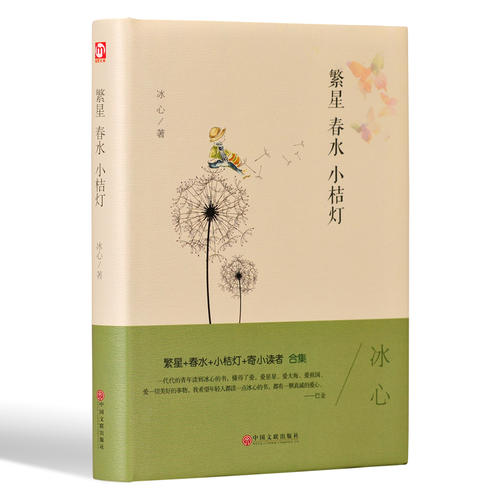 繁星 春水 小桔灯
冰心/著
繁星 春水 小桔灯
冰心/著
繁星+春水+小桔灯+寄小读者 合集
一代代的青年读到冰心的书，懂得了爱，爱星星、爱大海、爱祖国，
爱一切美好的事物。我希望年轻人都读一点冰心的书，都有一颗真诚的爱心。
——巴金
冰心
中国文联出版社